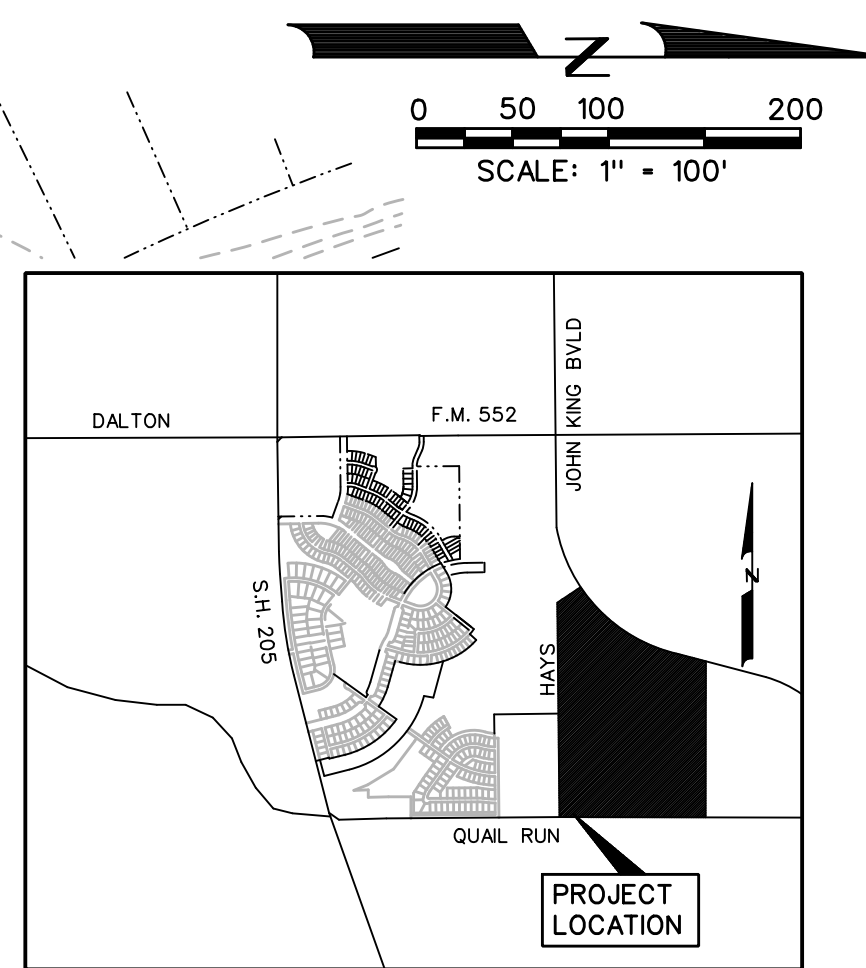 N
0 50 100 200
SCALE: 1" = 100'
DALTON
F.M. 552
JOHN KING BVLD
S.H. 205
HAYS
N
QUAIL RUN
PROJECT
LOCATION